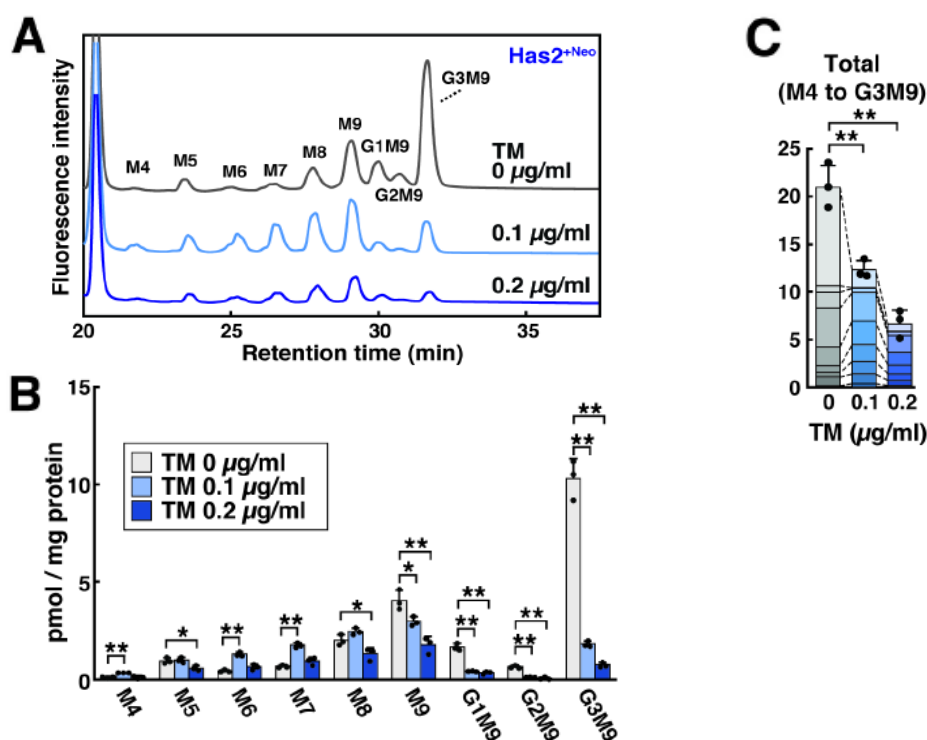 A
Has2+Neo
Fluorescence intensity
G3M9
M4
M5
M6
M7
M8
M9
G1M9
G2M9
TM
0 µg/ml
0.1 µg/ml
0.2 µg/ml
20
25
30
35
Retention time (min)
B
15
10
5
0
pmol / mg protein
TM 0 µg/ml
TM 0.1 µg/ml
TM 0.2 µg/ml
**
*
**
**
*
**
*
**
**
**
**
**
**
M4
M5
M6
M7
M8
M9
G1M9
G2M9
G3M9
C
Total
(M4 to G3M9)
**
**
25
20
15
10
5
0
0 0.1 0.2
TM (µg/ml)